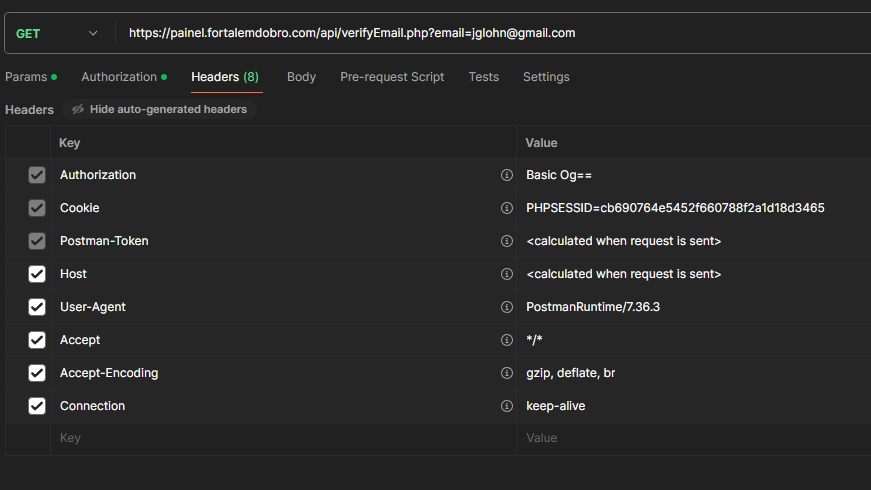 GET https://painel.fortalemdobro.com/api/verifyEmail.php?email=jglohn@gmail.com
Params Authorization Headers (8) Body Pre-request Script Tests Settings
Headers Hide auto-generated headers
Key Value
Authorization Basic Og==
Cookie PHPSESSID=cb690764e5452f660788f2a1d18d3465
Postman-Token <calculated when request is sent>
Host <calculated when request is sent>
User-Agent PostmanRuntime/7.36.3
Accept */*
Accept-Encoding gzip, deflate, br
Connection keep-alive
Key Value